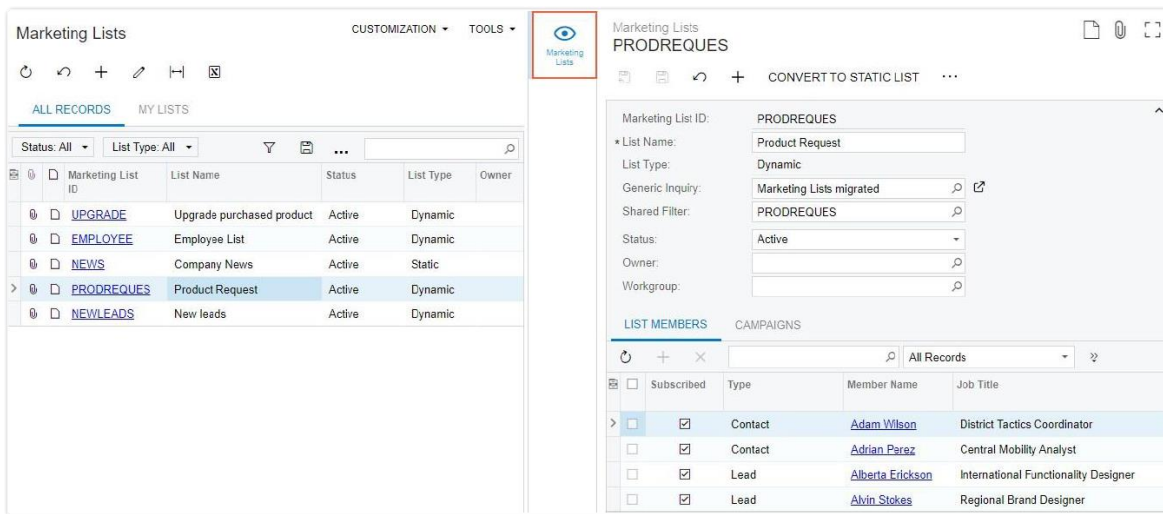 Marketing Lists
CUSTOMIZATION
TOOLS
ALL RECORDS
MY LISTS
Status: All
List Type: All
...
Marketing List ID
List Name
Status
List Type
Owner
UPGRADE
Upgrade purchased product
Active
Dynamic
EMPLOYEE
Employee List
Active
Dynamic
NEWS
Company News
Active
Static
PRODREQUES
Product Request
Active
Dynamic
NEWLEADS
New leads
Active
Dynamic
Marketing
Lists
Marketing Lists
PRODREQUES
CONVERT TO STATIC LIST
...
Marketing List ID:
PRODREQUES
* List Name:
Product Request
List Type:
Dynamic
Generic Inquiry:
Marketing Lists migrated
Shared Filter:
PRODREQUES
Status:
Active
Owner:
Workgroup:
LIST MEMBERS
CAMPAIGNS
All Records
Subscribed
Type
Member Name
Job Title
Contact
Adam Wilson
District Tactics Coordinator
Contact
Adrian Perez
Central Mobility Analyst
Lead
Alberta Erickson
International Functionality Designer
Lead
Alvin Stokes
Regional Brand Designer